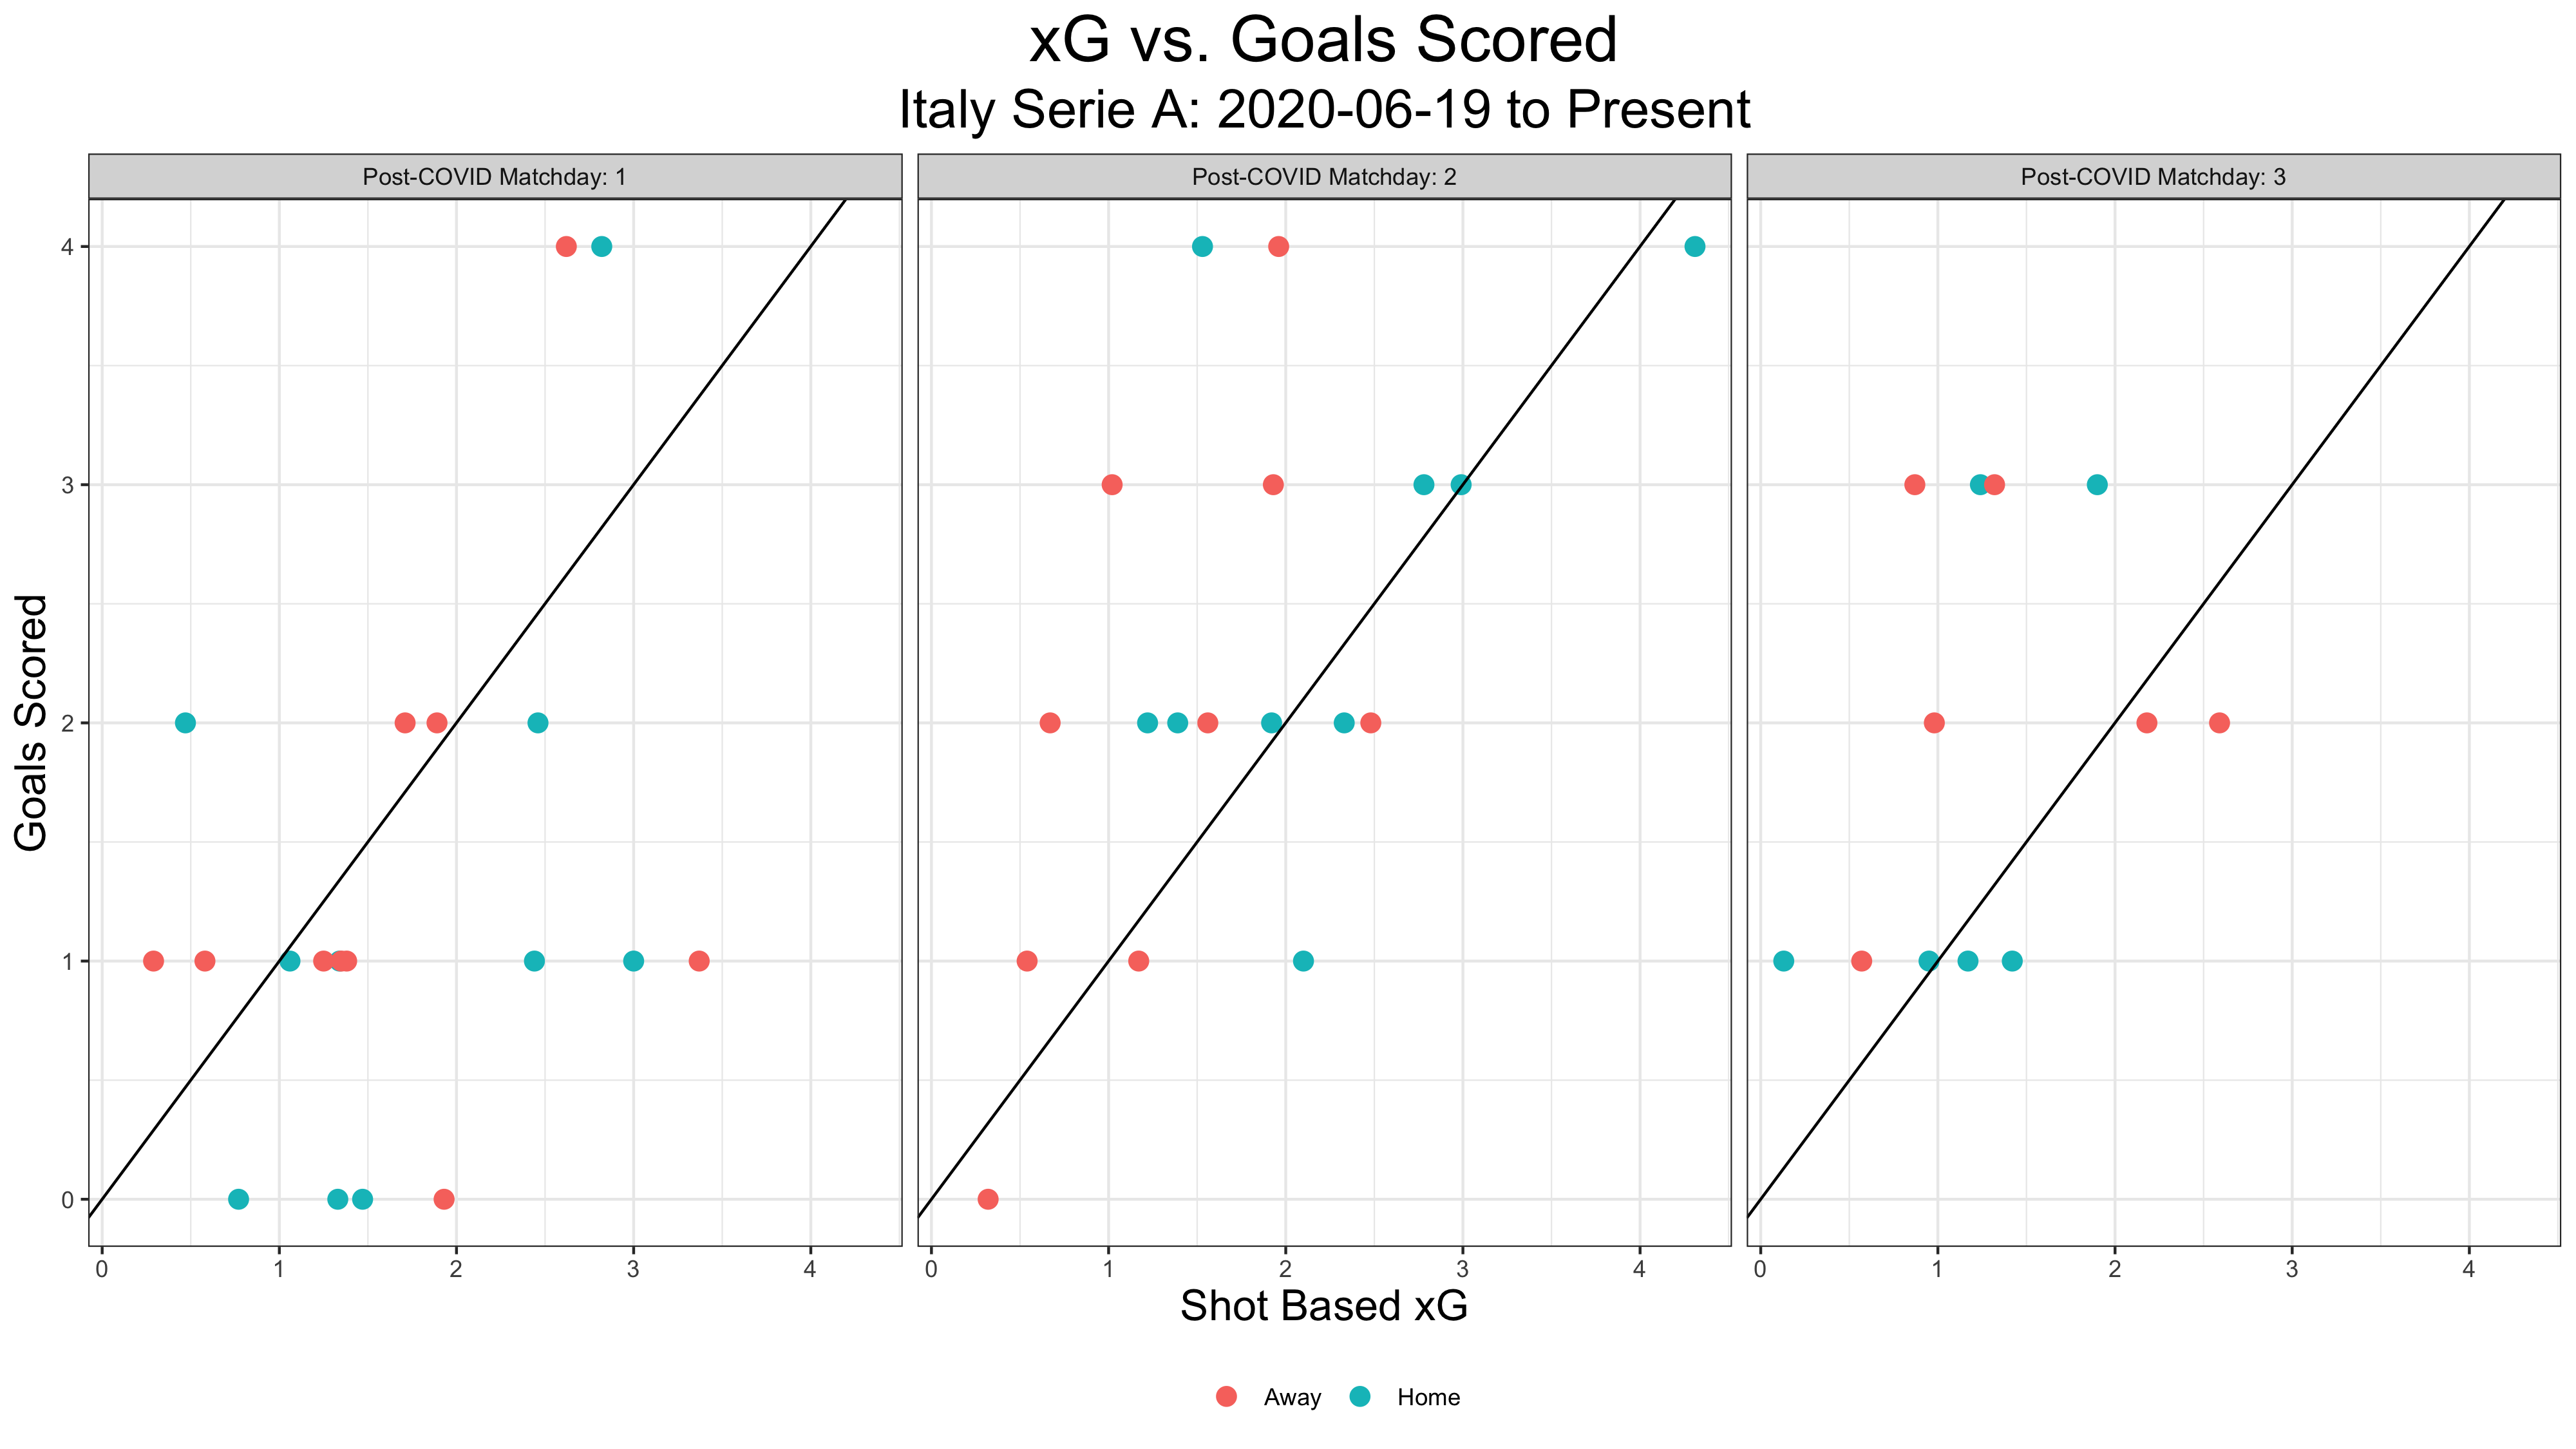 xG vs. Goals Scored
Italy Serie A: 2020-06-19 to Present
Post-COVID Matchday: 1
Post-COVID Matchday: 2
Post-COVID Matchday: 3
Goals Scored
4
3
2
1
0
0 1 2 3 4
0 1 2 3 4
0 1 2 3 4
Shot Based xG
Away
Home